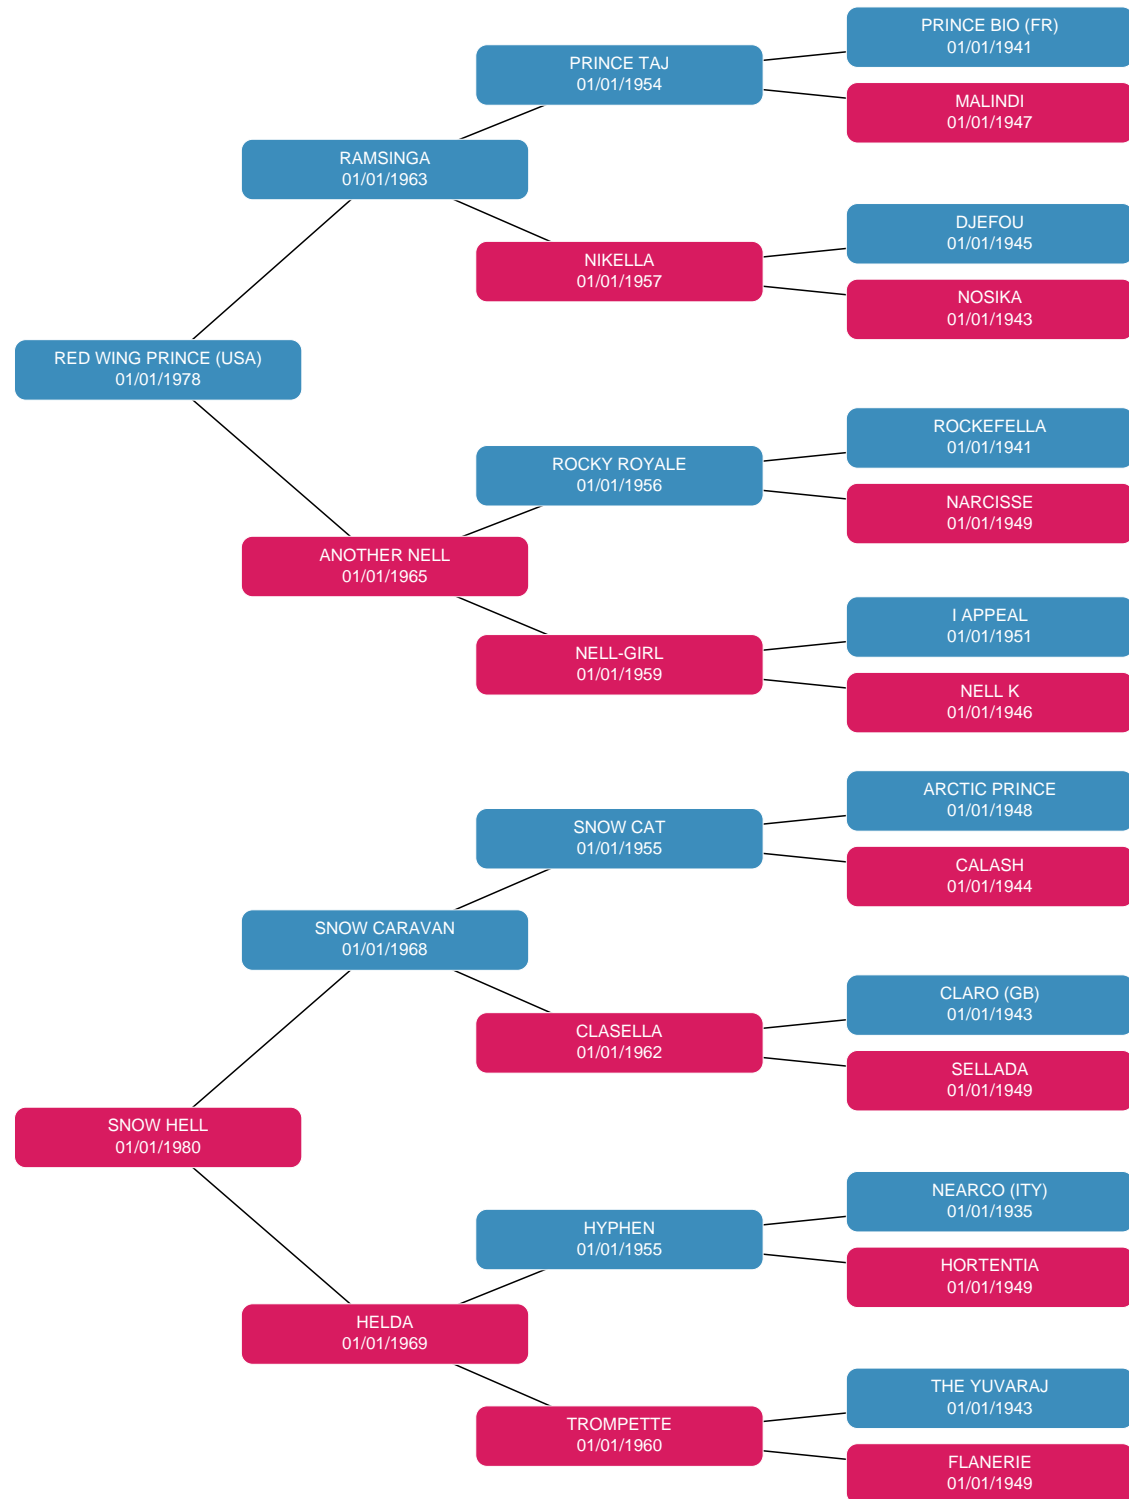 PRINCE BIO (FR)
01/01/1941
PRINCE TAJ
01/01/1954
MALINDI
01/01/1947
RAMSINGA
01/01/1963
DJEFOU
01/01/1945
NIKELLA
01/01/1957
NOSIKA
01/01/1943
RED WING PRINCE (USA)
01/01/1978
ROCKEFELLA
01/01/1941
ROCKY ROYALE
01/01/1956
NARCISSE
01/01/1949
ANOTHER NELL
01/01/1965
I APPEAL
01/01/1951
NELL-GIRL
01/01/1959
NELL K
01/01/1946
ARCTIC PRINCE
01/01/1948
SNOW CAT
01/01/1955
CALASH
01/01/1944
SNOW CARAVAN
01/01/1968
CLARO (GB)
01/01/1943
CLASELLA
01/01/1962
SELLADA
01/01/1949
SNOW HELL
01/01/1980
NEARCO (ITY)
01/01/1935
HYPHEN
01/01/1955
HORTENTIA
01/01/1949
HELDA
01/01/1969
THE YUVARAJ
01/01/1943
TROMPETTE
01/01/1960
FLANERIE
01/01/1949